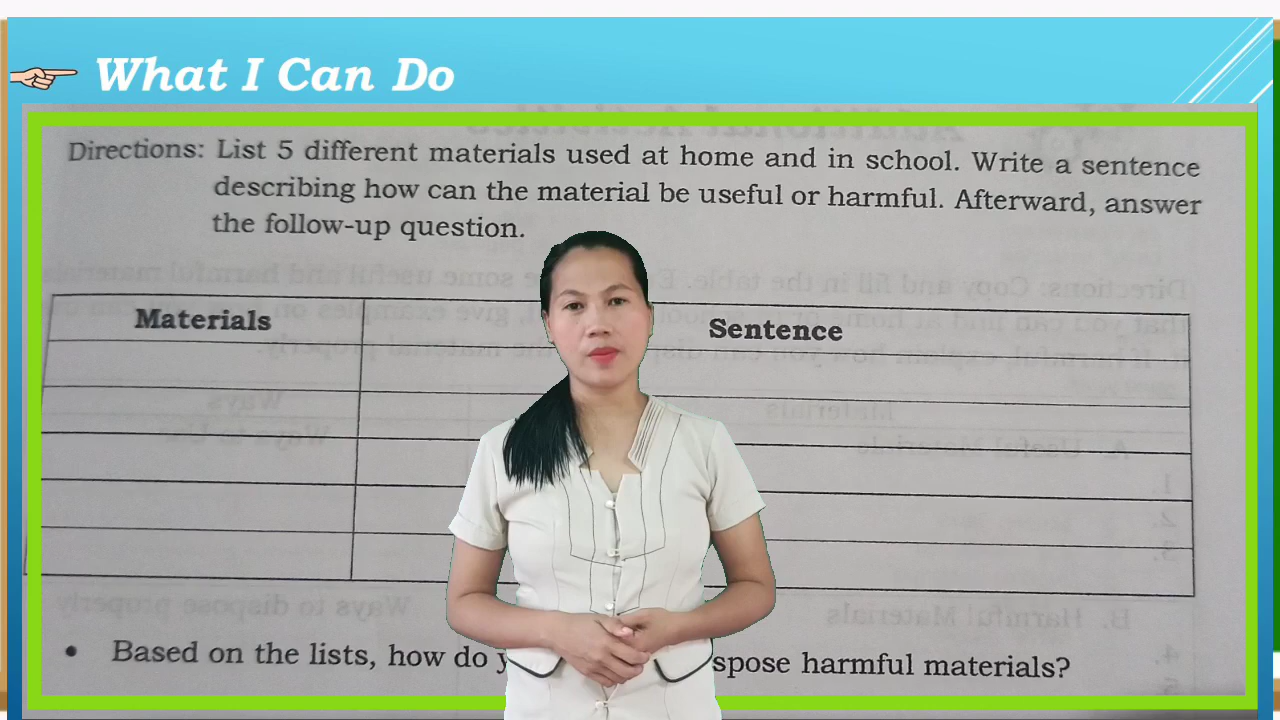 What I Can Do
Directions: List 5 different materials used at home and in school. Write a sentence
describing how can the material be useful or harmful. Afterward, answer
the follow-up question.
Materials Sentence
• Based on the lists, how do spose harmful materials?